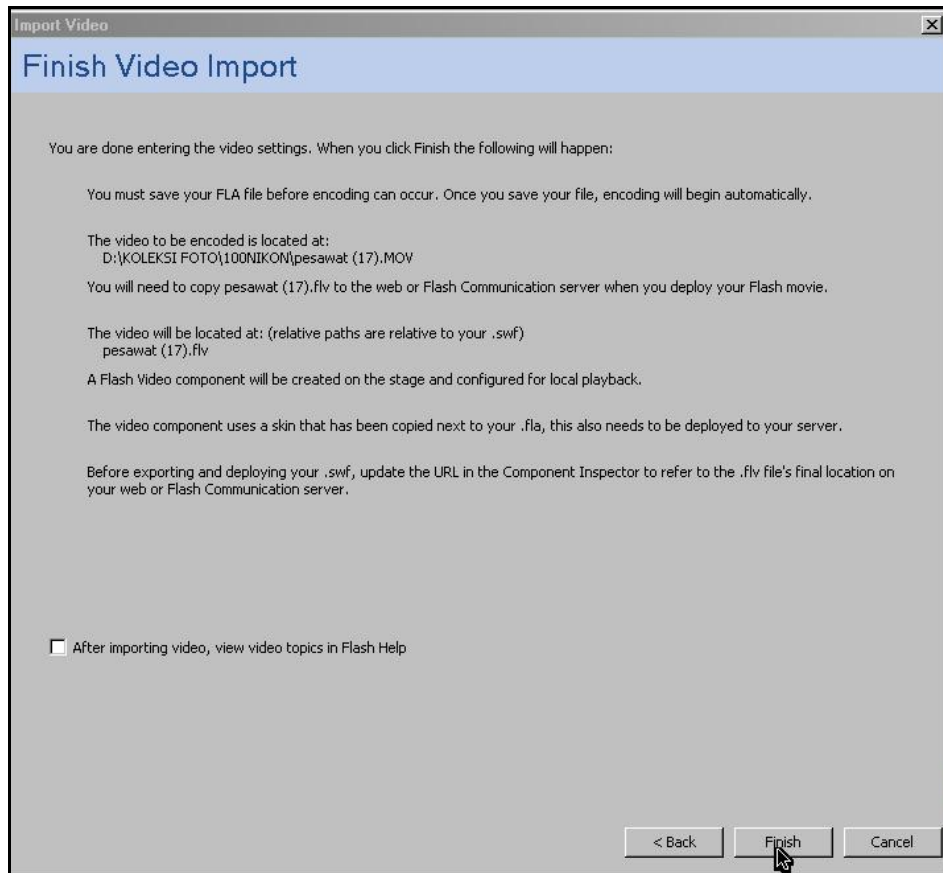 Import Video
Finish Video Import
You are done entering the video settings. When you click Finish the following will happen:
You must save your FLA file before encoding can occur. Once you save your file, encoding will begin automatically.
The video to be encoded is located at:
D:\KOLEKSI FOTO\100NIKON\pesawat (17).MOV
You will need to copy pesawat (17).flv to the web or Flash Communication server when you deploy your Flash movie.
The video will be located at: (relative paths are relative to your .swf)
pesawat (17).flv
A Flash Video component will be created on the stage and configured for local playback.
The video component uses a skin that has been copied next to your .fla, this also needs to be deployed to your server.
Before exporting and deploying your .swf, update the URL in the Component Inspector to refer to the .flv file's final location on
your web or Flash Communication server.
After importing video, view video topics in Flash Help
< Back Finish Cancel